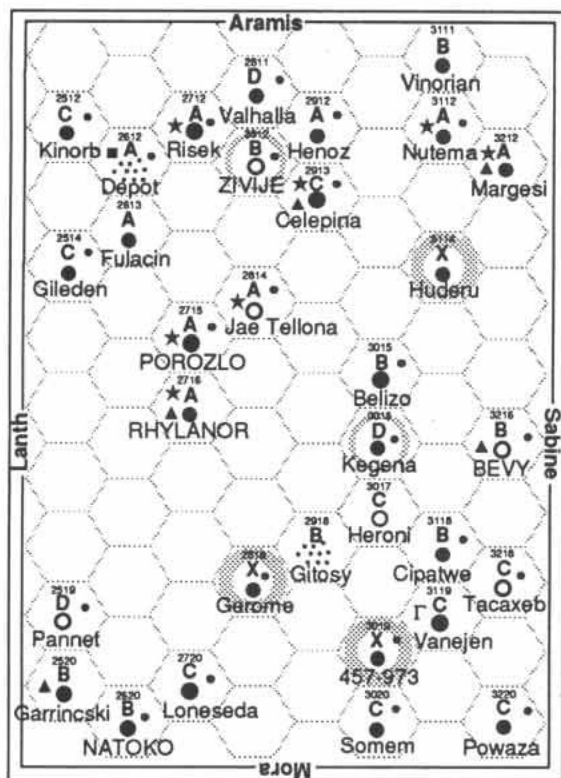 Aramis
3111
B
Vinorian
2811
D
Valhalla
2512
C
Kinorb
2712
A
Risek
2912
A
Henoz
3112
A
Nutema
2612
A
Depot
B
ZIVIJE
3212
A
Margesi
2913
C
Celepina
2613
A
Fulacin
2514
C
Gileden
3114
X
Huderu
2814
A
Jae Tellona
2715
A
POROZLO
3015
B
Belizo
2716
A
RHYLANOR
D
Kegena
3216
B
BEVY
Lanth
Sabine
3017
C
Heroni
2918
B
Gitosy
3118
B
Cipatwe
X
Gerome
3218
C
Tacaxeb
2519
D
Pannet
3119
C
Γ
Vanejen
3019
X
457-973
2520
B
Garrincski
2720
C
Loneseda
2620
B
NATOKO
3020
C
Somem
3220
C
Powaza
Mora